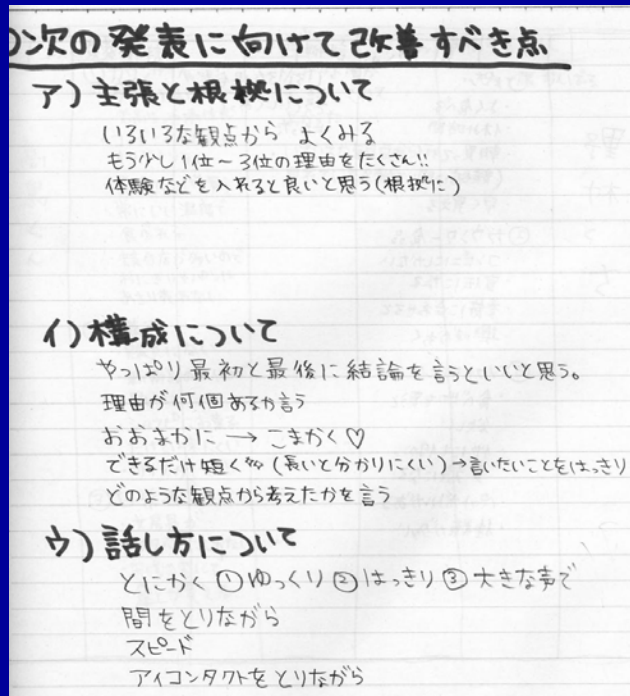 次の発表に向けて改善すべき点
ア)主張と根拠について
いろいろな観点から よくみる
もう少し1位〜3位の理由をたくさん!!
体験などを入れると良いと思う(根拠に)
イ)構成について
やっぱり最初と最後に結論を言うといいと思う。
理由が何個あるか言う
おおまかに→こまかく♡
できるだけ短く(長いと分かりにくい)→言いたいことをはっきり
どのような観点から考えたかを言う
ウ)話し方について
とにかく①ゆっくり②はっきり③大きな声で
間をとりながら
スピード
アイコンタクトをとりながら